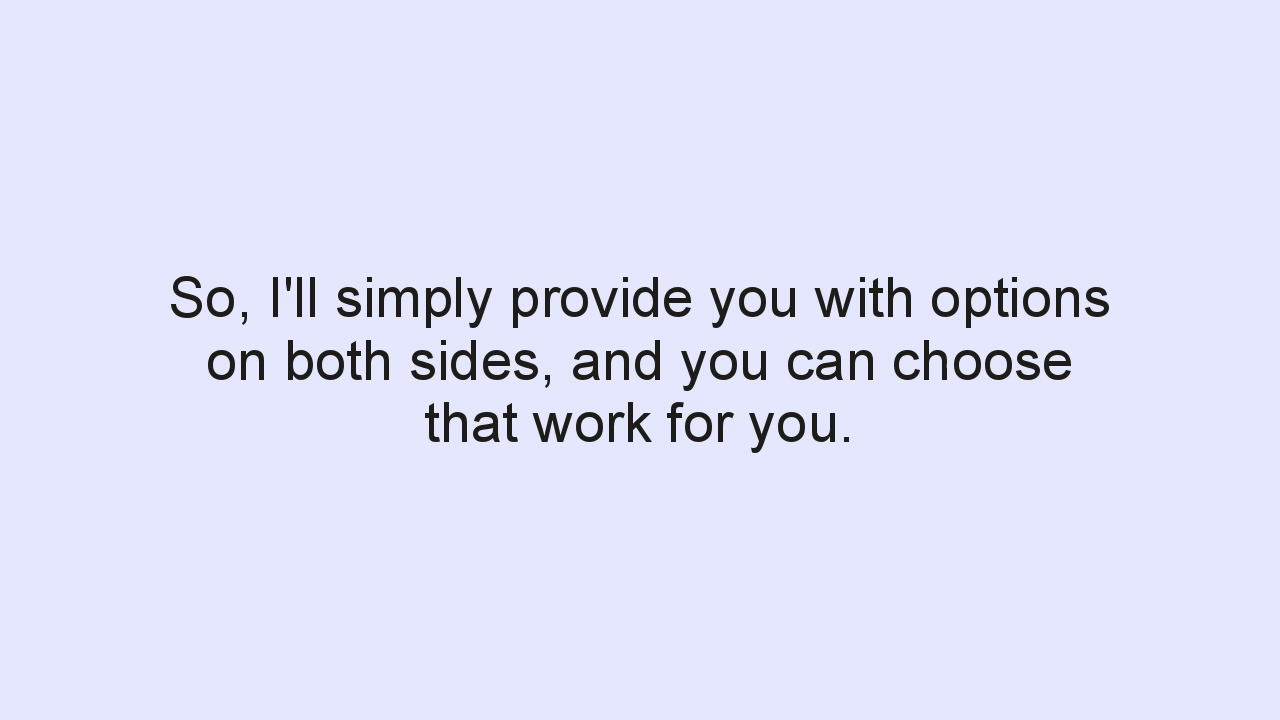 So, I'll simply provide you with options
on both sides, and you can choose
that work for you.